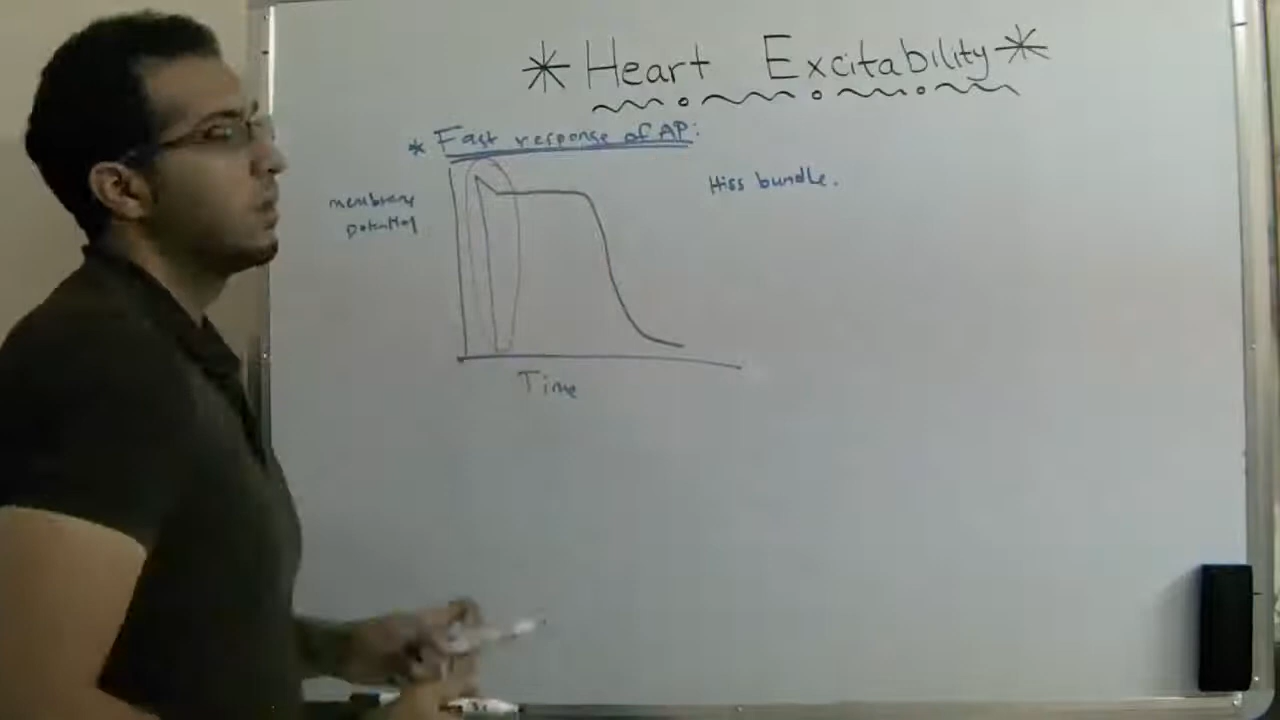 * Heart Excitability *
* Fast response of AP:
Hiss bundle.
membrane
potential
Time